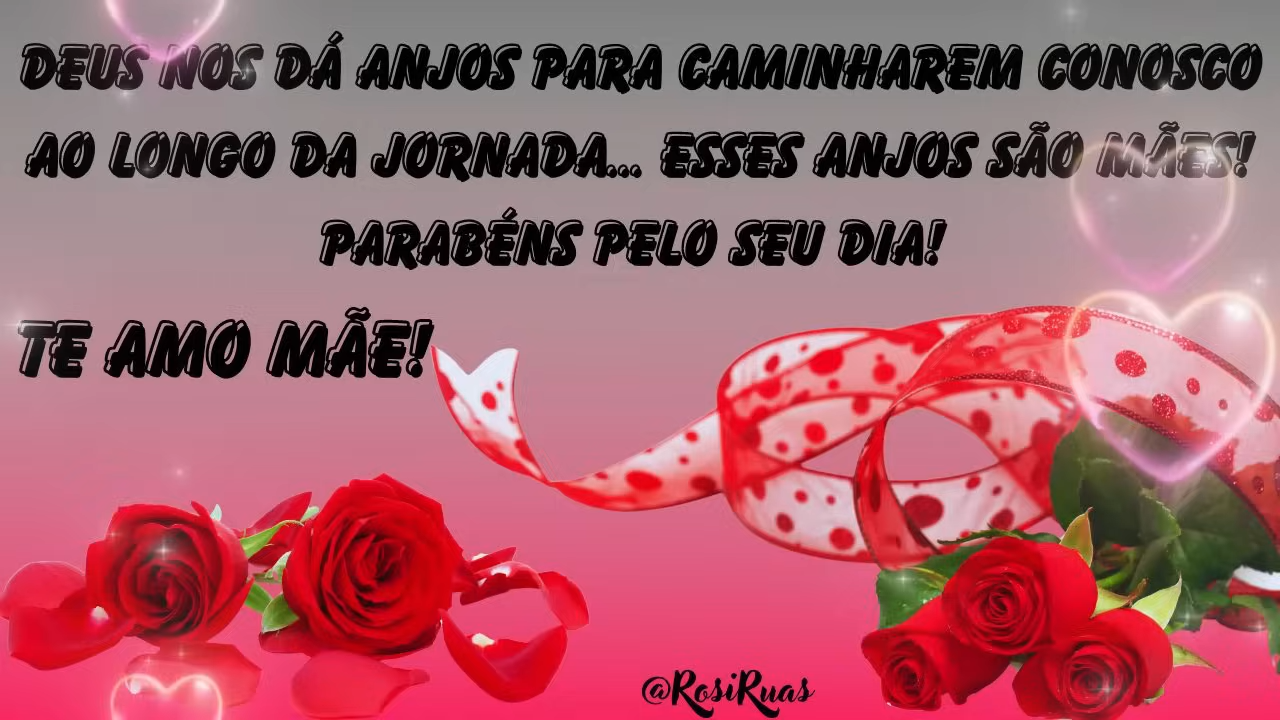 DEUS NOS DÁ ANJOS PARA CAMINHAREM CONOSCO
AO LONGO DA JORNADA... ESSES ANJOS SÃO MÃES!
PARABÉNS PELO SEU DIA!
TE AMO MÃE!
@RosiRuas